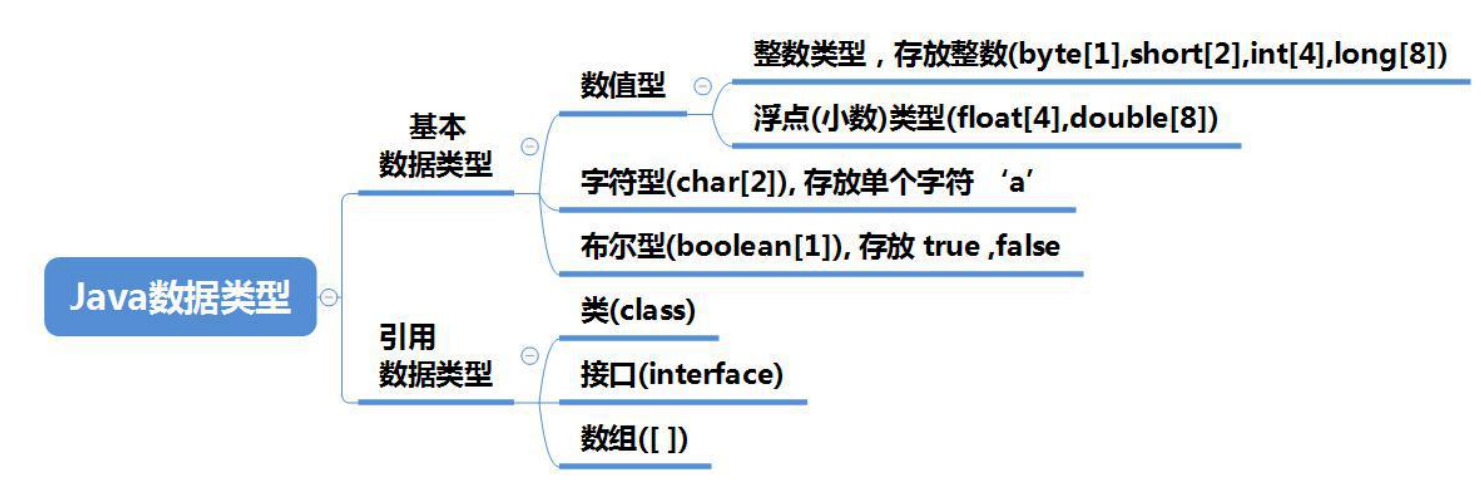 Java数据类型
基本
数据类型
数值型
整数类型，存放整数(byte[1],short[2],int[4],long[8])
浮点(小数)类型(float[4],double[8])
字符型(char[2]), 存放单个字符 ‘a’
布尔型(boolean[1]), 存放 true ,false
引用
数据类型
类(class)
接口(interface)
数组([ ])